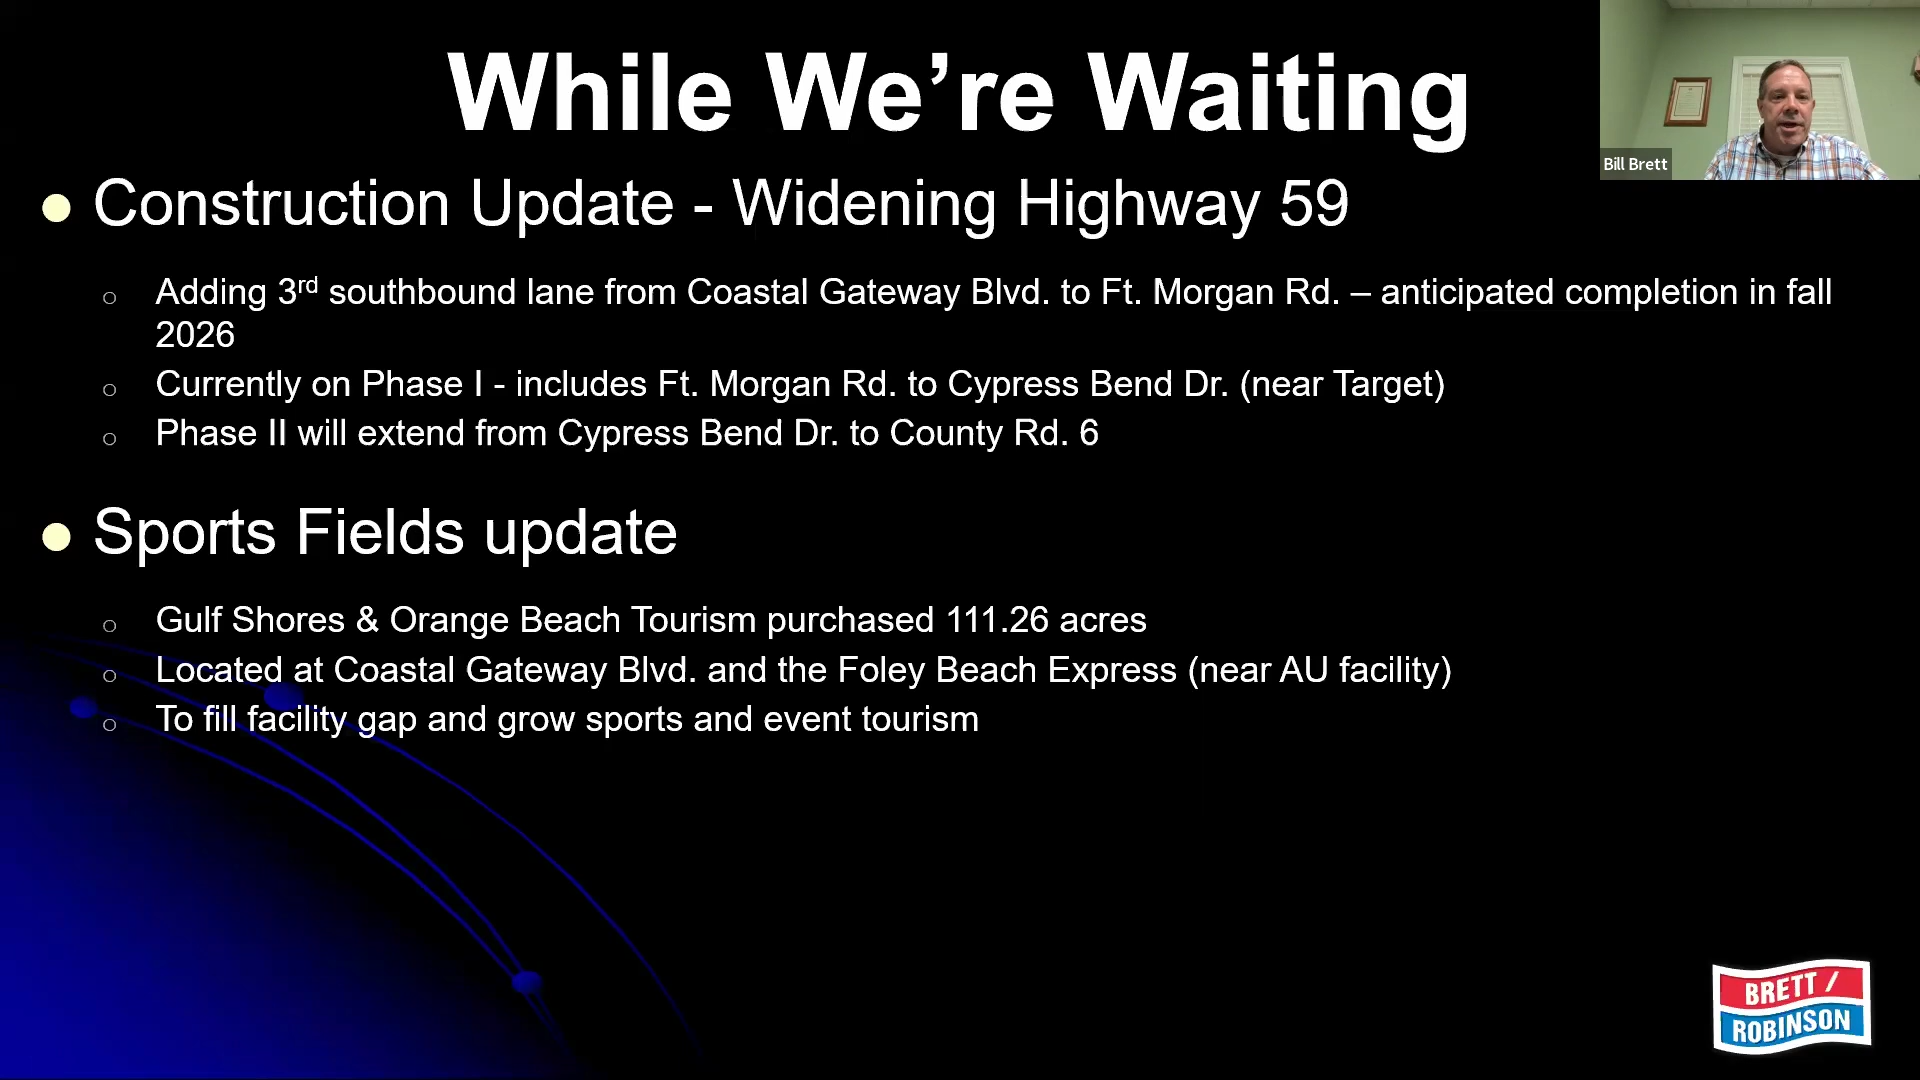 While We’re Waiting
Bill Brett
● Construction Update - Widening Highway 59
○ Adding 3rd southbound lane from Coastal Gateway Blvd. to Ft. Morgan Rd. – anticipated completion in fall
2026
○ Currently on Phase I - includes Ft. Morgan Rd. to Cypress Bend Dr. (near Target)
○ Phase II will extend from Cypress Bend Dr. to County Rd. 6
● Sports Fields update
○ Gulf Shores & Orange Beach Tourism purchased 111.26 acres
○ Located at Coastal Gateway Blvd. and the Foley Beach Express (near AU facility)
○ To fill facility gap and grow sports and event tourism
BRETT /
ROBINSON